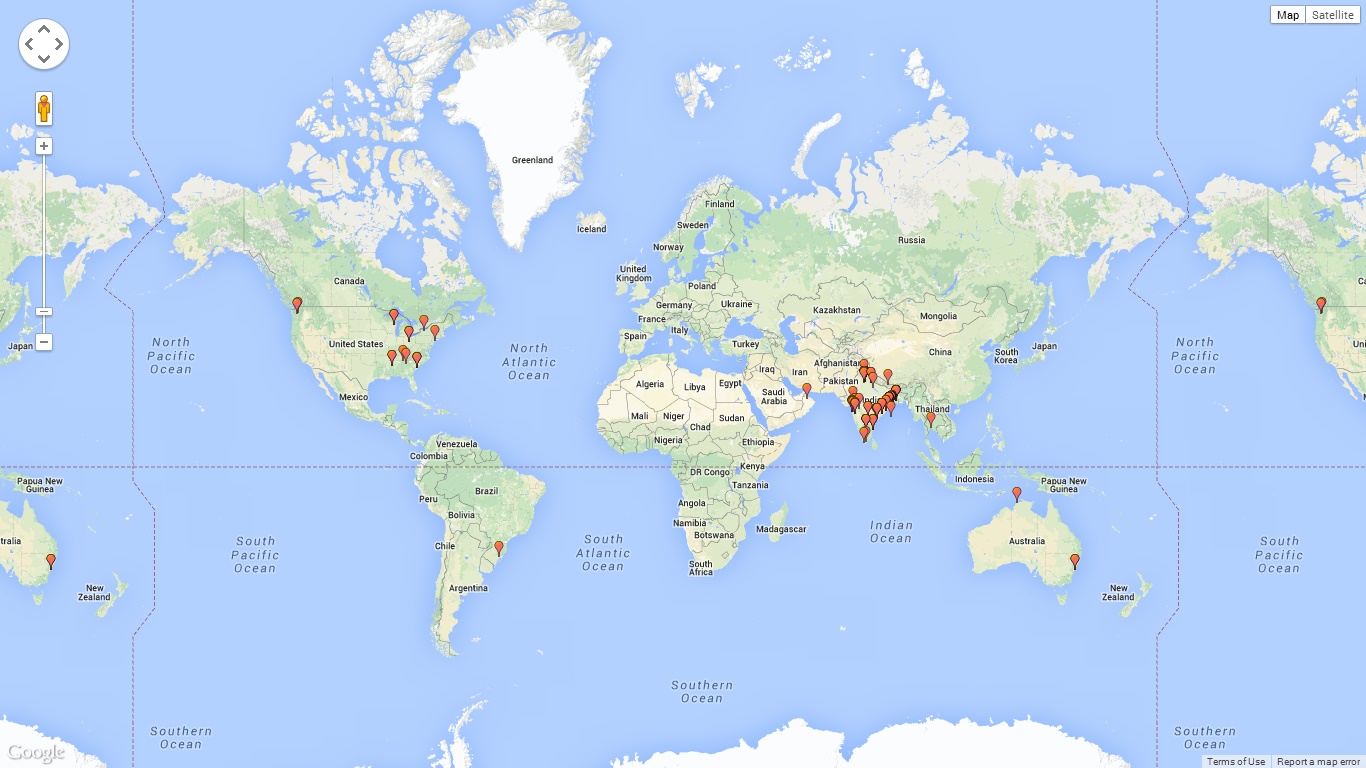 Map Satellite
Greenland
Iceland
Finland
Sweden
Norway
Russia
United
Kingdom
Poland
Germany
Ukraine
France
Spain
Italy
Turkey
Kazakhstan
Mongolia
China
South
Korea
Japan
Japan
Canada
Ca
United States
Uni
Mexico
North
Pacific
Ocean
North
Atlantic
Ocean
North
Pacific
Ocean
Afghanistan
Pakistan
Iran
Iraq
Saudi
Arabia
India
Thailand
Algeria
Libya
Egypt
Mali
Niger
Chad
Sudan
Nigeria
Ethiopia
Kenya
DR Congo
Tanzania
Angola
Namibia
Botswana
Madagascar
South
Africa
Venezuela
Colombia
Brazil
Peru
Bolivia
Chile
Argentina
Indonesia
Papua New
Guinea
Papua New
Guinea
Australia
tralia
New
Zealand
New
Zealand
South
Pacific
Ocean
South
Atlantic
Ocean
Indian
Ocean
South
Pacific
Ocean
Southern
Ocean
Southern
Ocean
Southern
Ocean
Google
Terms of Use Report a map error